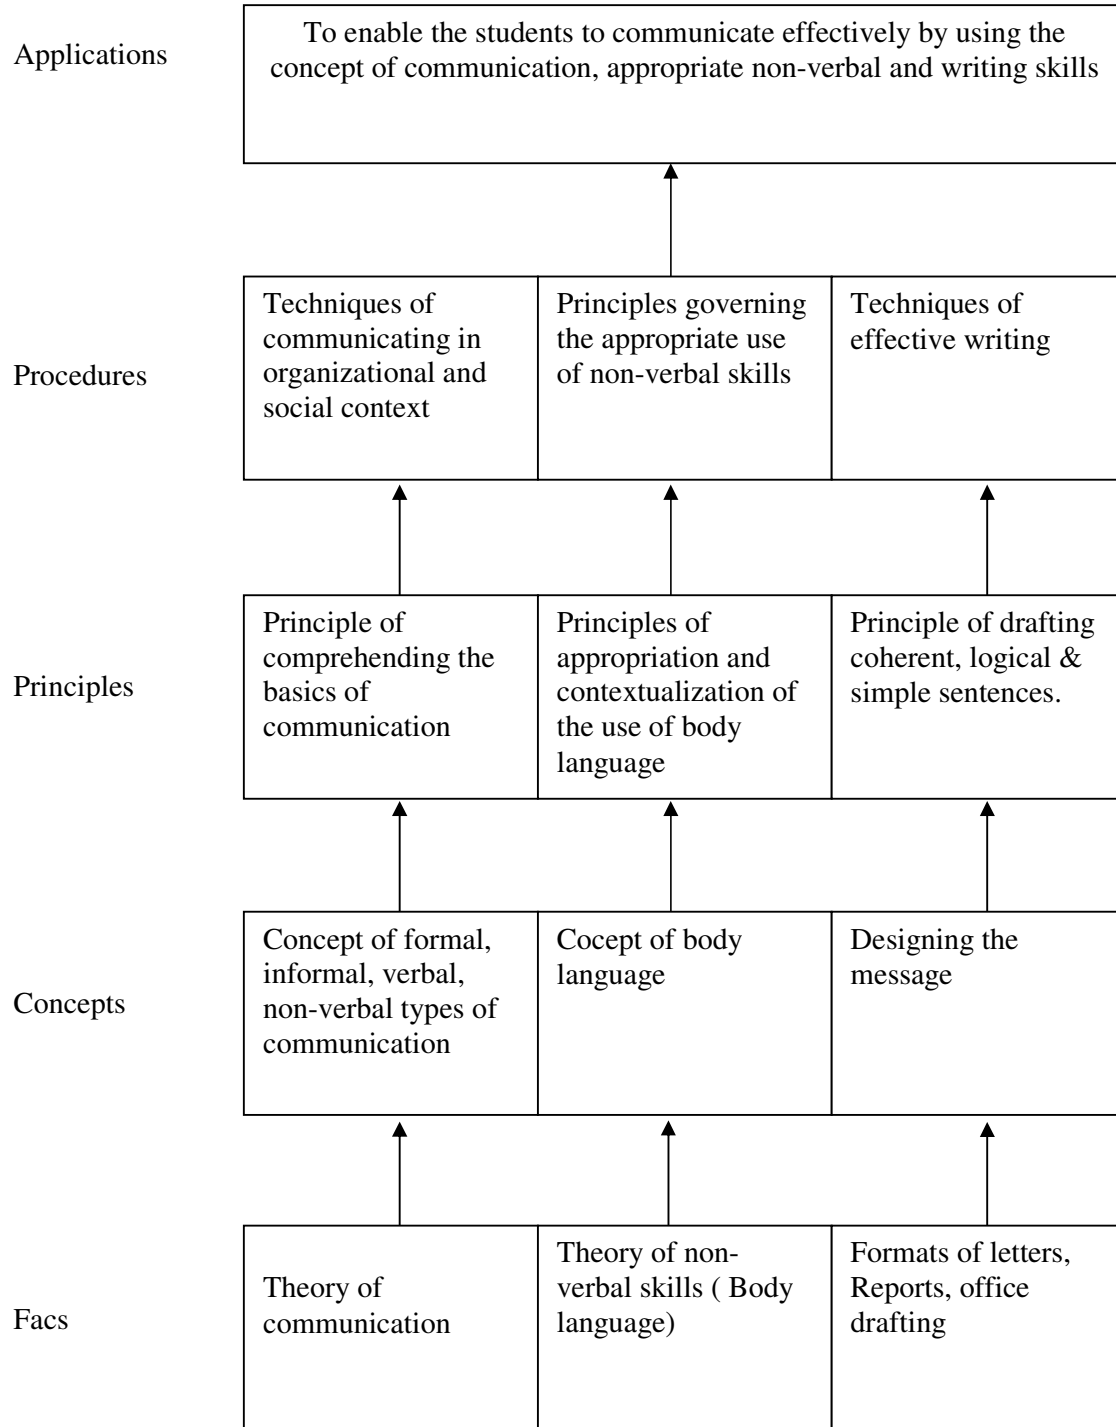 Applications
To enable the students to communicate effectively by using the
concept of communication, appropriate non-verbal and writing skills
Procedures
Techniques of
communicating in
organizational and
social context
Principles governing
the appropriate use
of non-verbal skills
Techniques of
effective writing
Principles
Principle of
comprehending the
basics of
communication
Principles of
appropriation and
contextualization of
the use of body
language
Principle of drafting
coherent, logical &
simple sentences.
Concepts
Concept of formal,
informal, verbal,
non-verbal types of
communication
Cocept of body
language
Designing the
message
Facs
Theory of
communication
Theory of non-
verbal skills ( Body
language)
Formats of letters,
Reports, office
drafting